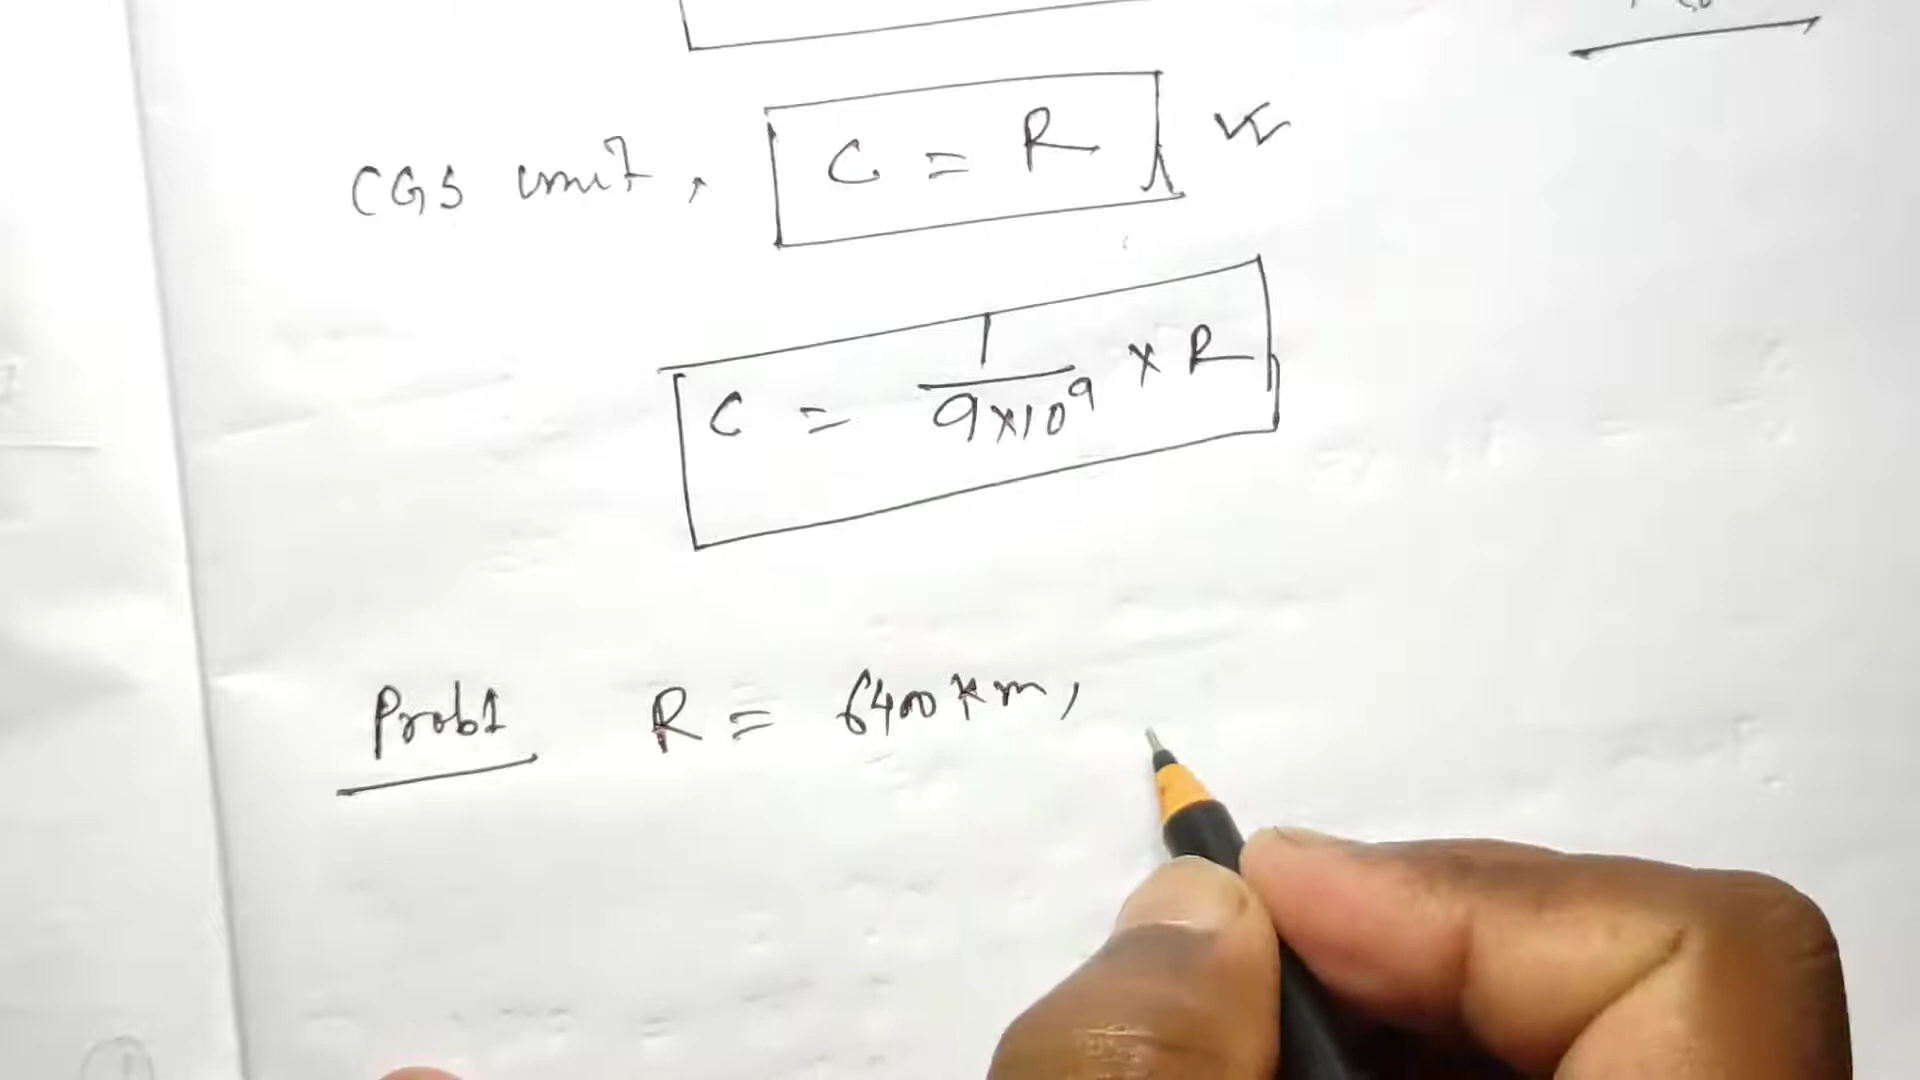 CGS unit, C = R
C = 1/9×10⁹ × R
Prob1 R = 6400 km,